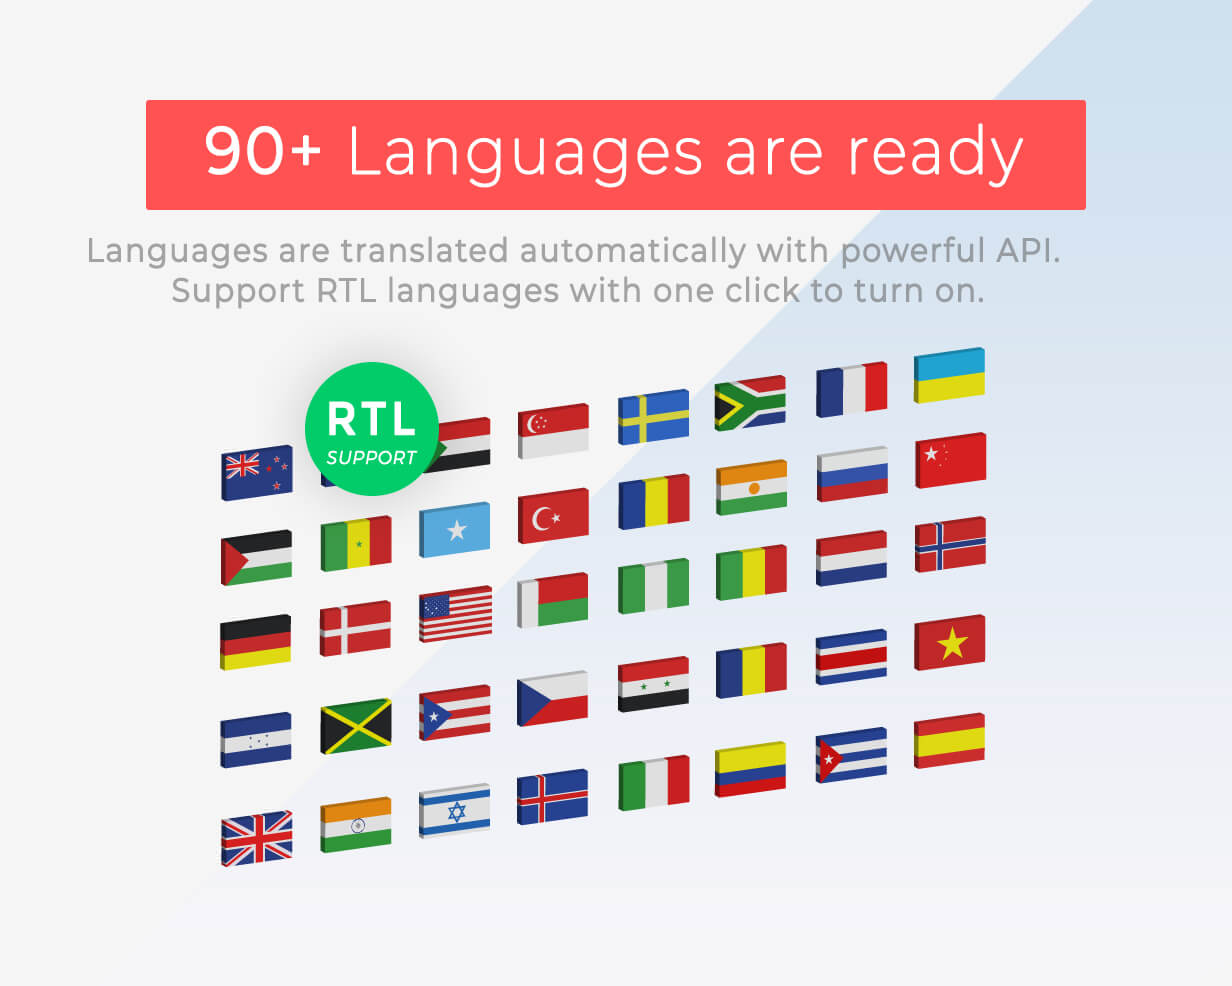 90+ Languages are ready
Languages are translated automatically with powerful API.
Support RTL languages with one click to turn on.
RTL
SUPPORT